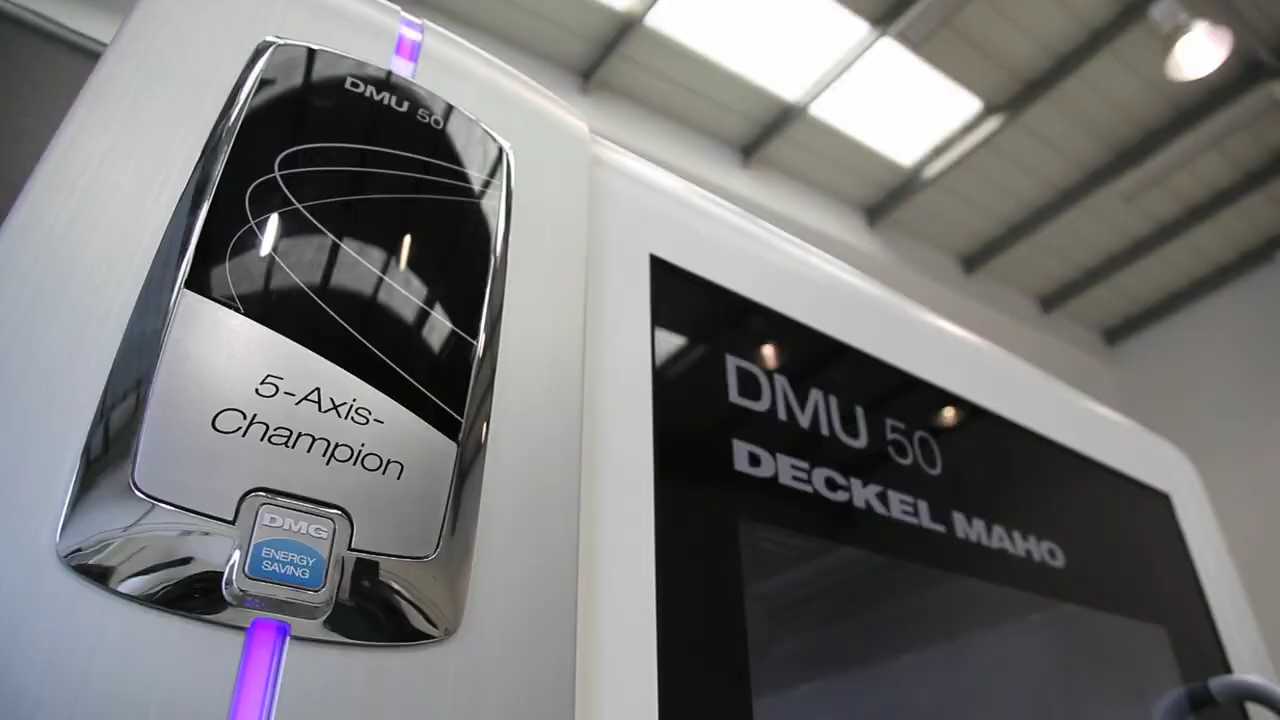 DMU 50
5-Axis-
Champion
DMG
ENERGY
SAVING
DMU 50
DECKEL MAHO